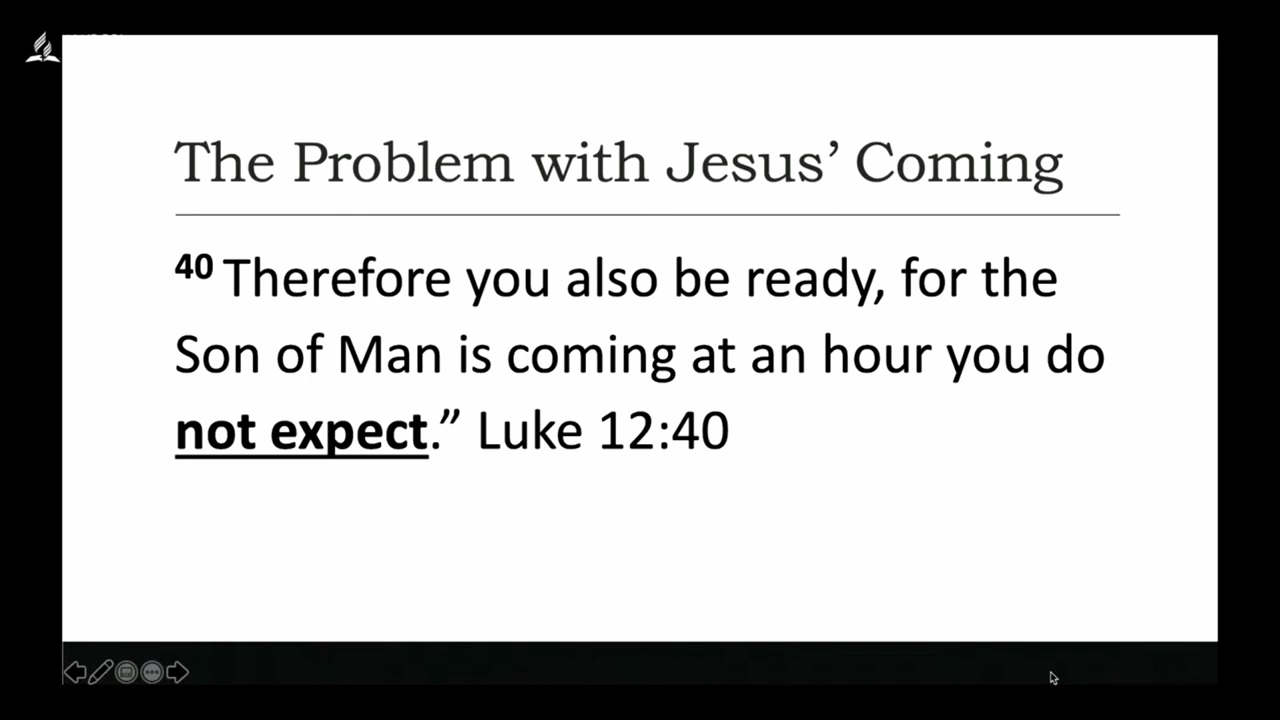 The Problem with Jesus’ Coming
40 Therefore you also be ready, for the
Son of Man is coming at an hour you do
not expect.” Luke 12:40